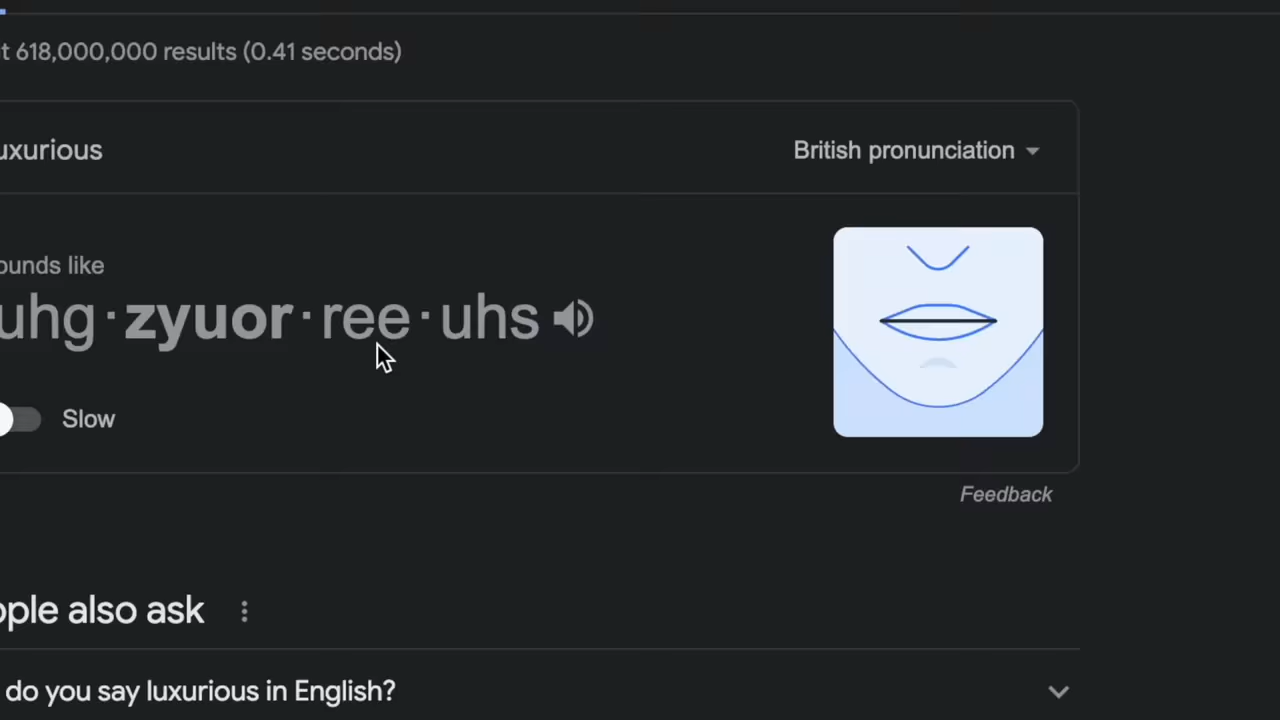 t 618,000,000 results (0.41 seconds)
uxurious
British pronunciation
ounds like
uhg · zyuor · ree · uhs
Slow
Feedback
ople also ask
do you say luxurious in English?